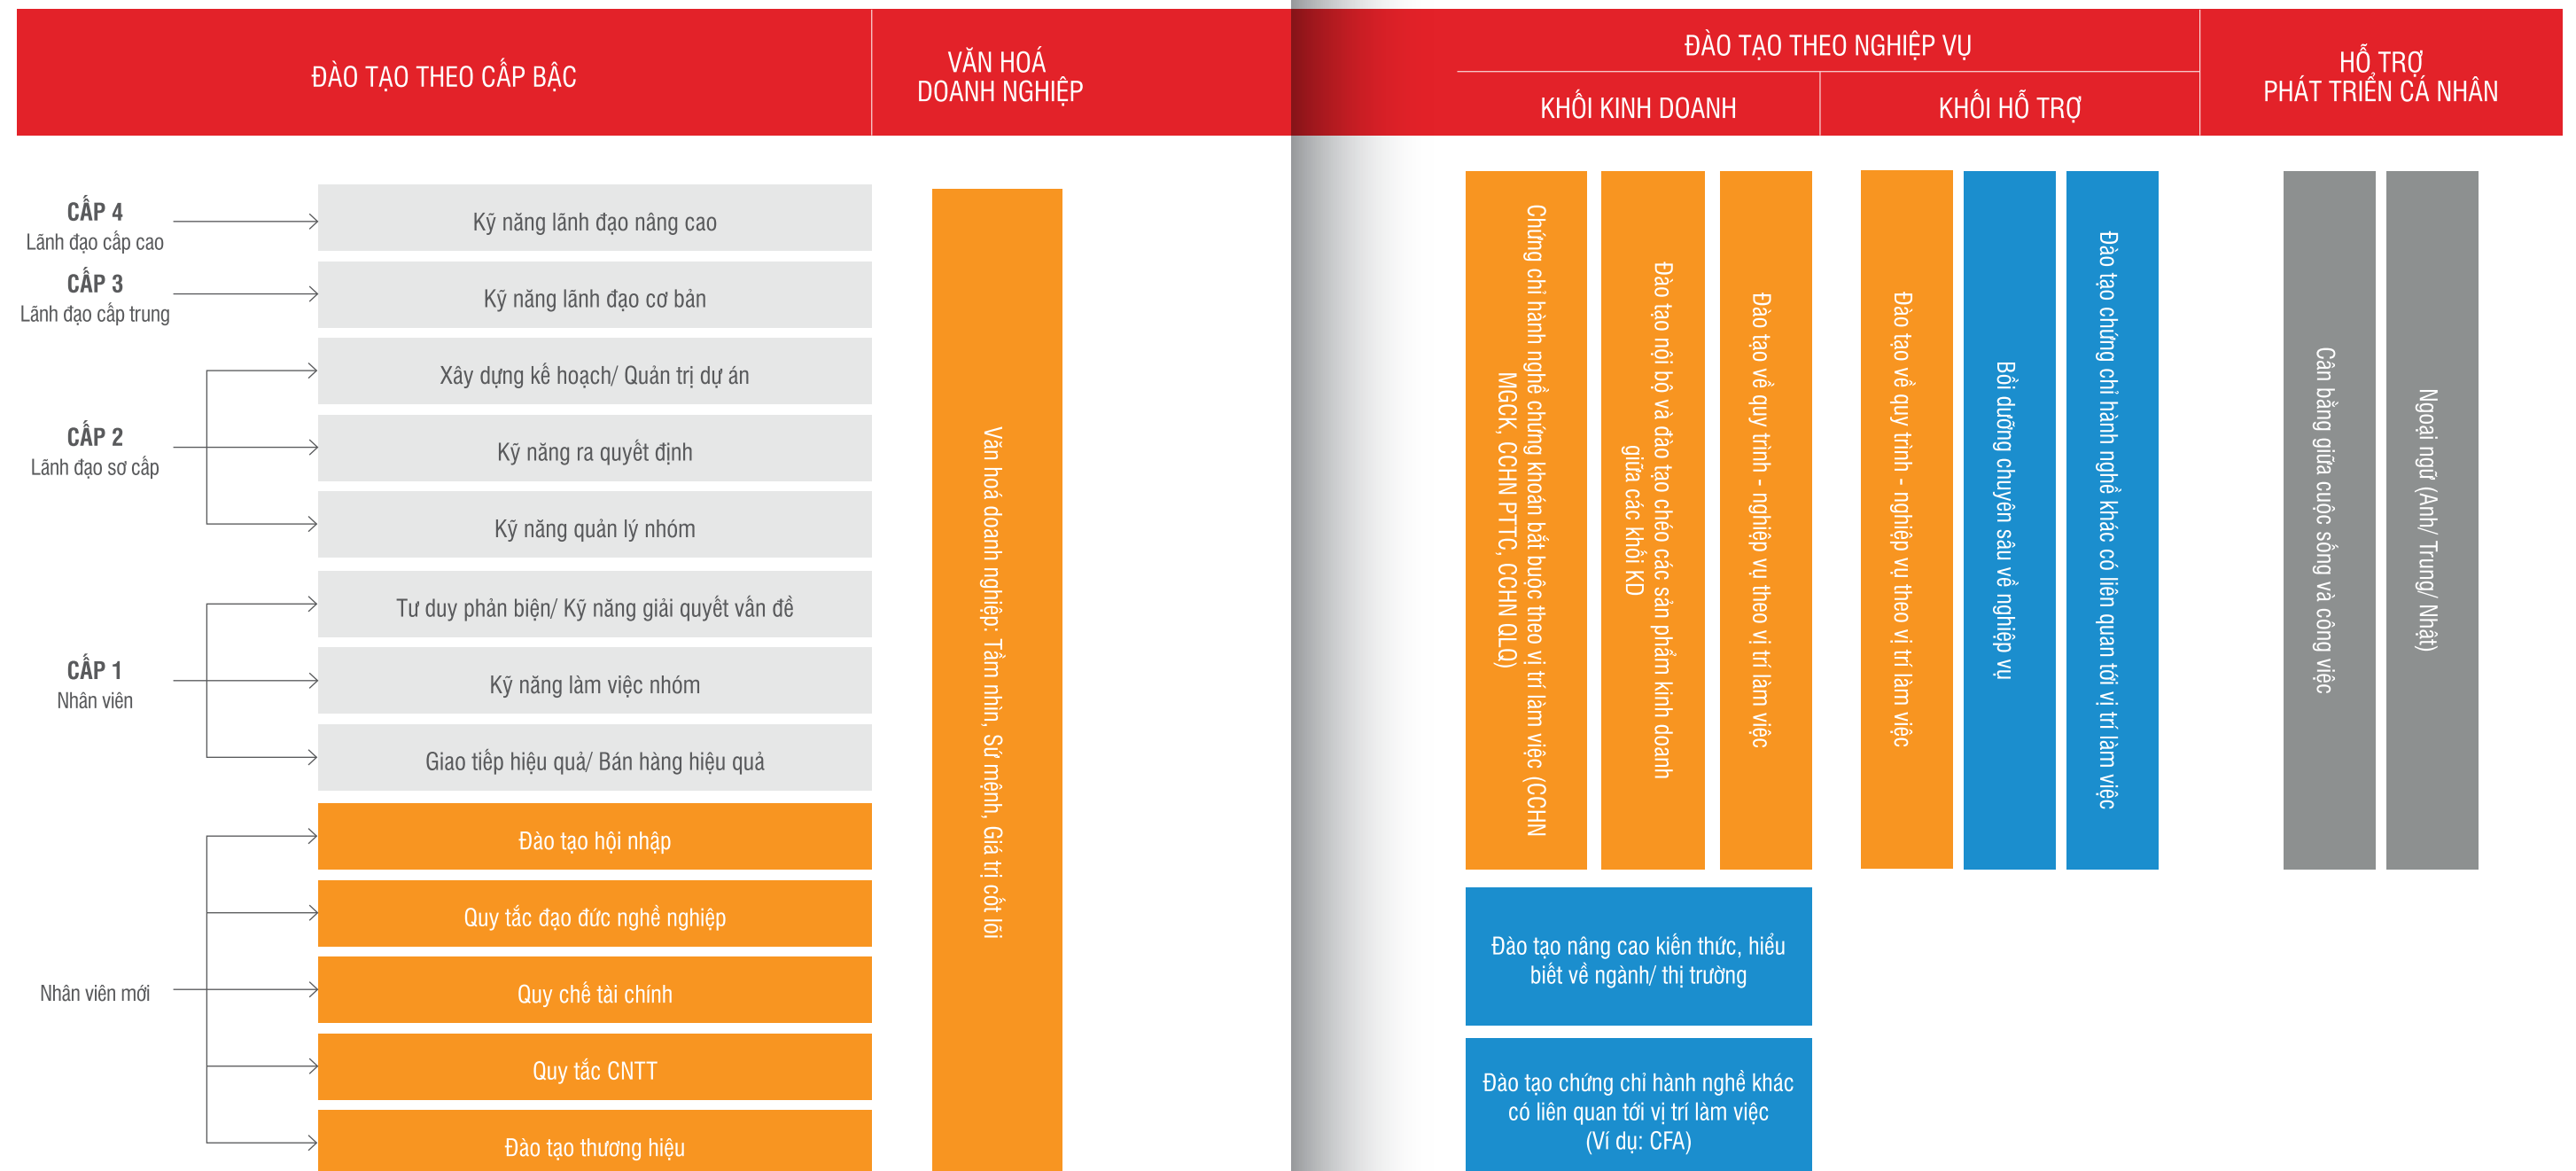 ĐÀO TẠO THEO CẤP BẬC
VĂN HOÁ
DOANH NGHIỆP
ĐÀO TẠO THEO NGHIỆP VỤ
KHỐI KINH DOANH
KHỐI HỖ TRỢ
HỖ TRỢ
PHÁT TRIỂN CÁ NHÂN
CẤP 4
Lãnh đạo cấp cao
Kỹ năng lãnh đạo nâng cao
CẤP 3
Lãnh đạo cấp trung
Kỹ năng lãnh đạo cơ bản
CẤP 2
Lãnh đạo sơ cấp
Xây dựng kế hoạch/ Quản trị dự án
Kỹ năng ra quyết định
Kỹ năng quản lý nhóm
CẤP 1
Nhân viên
Tư duy phản biện/ Kỹ năng giải quyết vấn đề
Kỹ năng làm việc nhóm
Giao tiếp hiệu quả/ Bán hàng hiệu quả
Nhân viên mới
Đào tạo hội nhập
Quy tắc đạo đức nghề nghiệp
Quy chế tài chính
Quy tắc CNTT
Đào tạo thương hiệu
Văn hoá doanh nghiệp: Tầm nhìn, Sứ mệnh, Giá trị cốt lõi
Chứng chỉ hành nghề chứng khoán bắt buộc theo vị trí làm việc (CCHN
MGCK, CCHN PTTC, CCHN QLQ)
Đào tạo nội bộ và đào tạo chéo các sản phẩm kinh doanh
giữa các khối KD
Đào tạo về quy trình - nghiệp vụ theo vị trí làm việc
Đào tạo về quy trình - nghiệp vụ theo vị trí làm việc
Bồi dưỡng chuyên sâu về nghiệp vụ
Đào tạo chứng chỉ hành nghề khác có liên quan tới vị trí làm việc
Cân bằng giữa cuộc sống và công việc
Ngoại ngữ (Anh/ Trung/ Nhật)
Đào tạo nâng cao kiến thức, hiểu
biết về ngành/ thị trường
Đào tạo chứng chỉ hành nghề khác
có liên quan tới vị trí làm việc
(Ví dụ: CFA)